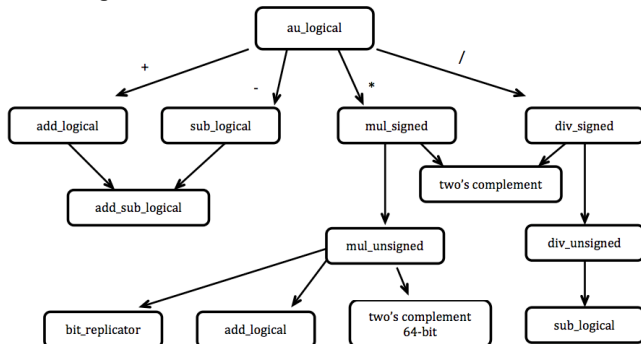 au_logical
+
-
*
/
add_logical
sub_logical
mul_signed
div_signed
two's complement
add_sub_logical
mul_unsigned
div_unsigned
bit_replicator
add_logical
two's complement
64-bit
sub_logical